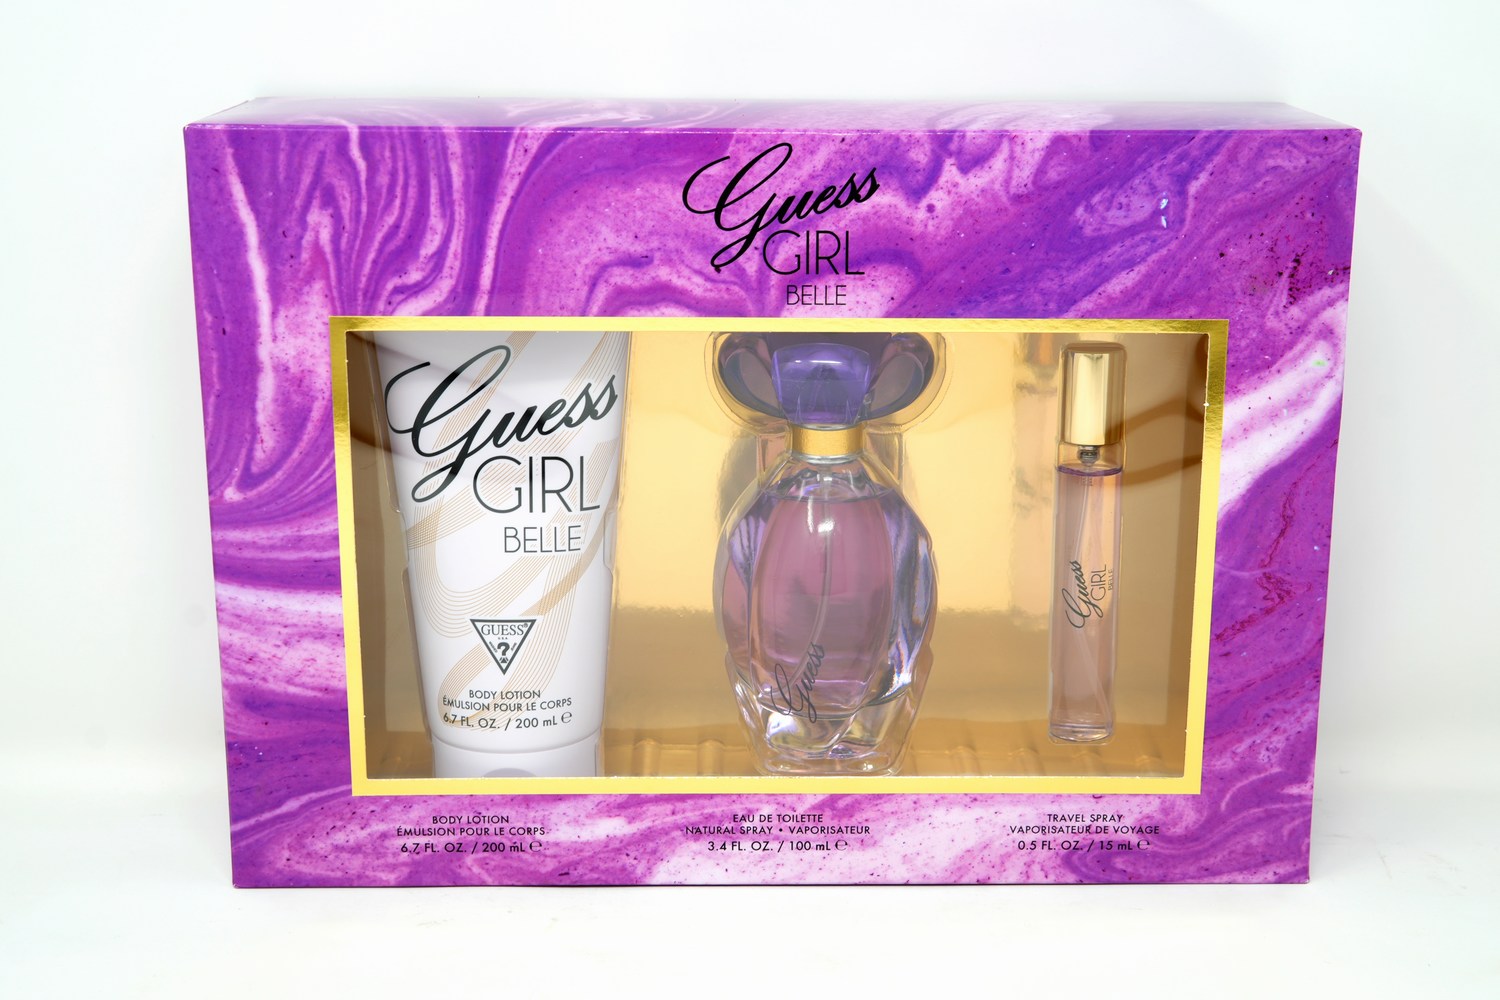 Guess
GIRL
BELLE
Guess
GIRL
BELLE
GUESS®
U.S.A.
?
BODY LOTION
ÉMULSION POUR LE CORPS
6.7 FL. OZ. / 200 mL ℮
Guess
Guess
GIRL
BELLE
BODY LOTION
ÉMULSION POUR LE CORPS
6.7 FL. OZ. / 200 mL ℮
EAU DE TOILETTE
NATURAL SPRAY • VAPORISATEUR
3.4 FL. OZ. / 100 mL ℮
TRAVEL SPRAY
VAPORISATEUR DE VOYAGE
0.5 FL. OZ. / 15 mL ℮